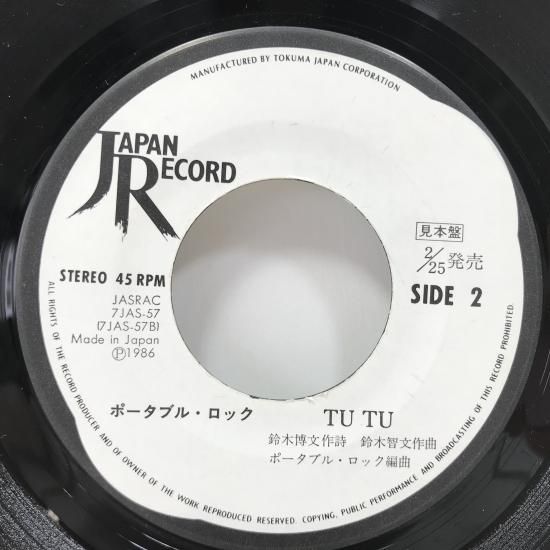 MANUFACTURED BY TOKUMA JAPAN CORPORATION
JAPAN
RECORD
見本盤
2/25発売
STEREO 45 RPM
SIDE 2
JASRAC
7JAS-57
(7JAS-57B)
Made in Japan
Ⓟ1986
ポータブル・ロック
TU TU
鈴木博文作詩 鈴木智文作曲
ポータブル・ロック編曲
ALL RIGHTS OF THE RECORD PRODUCER AND OF THE OWNER OF THE WORK REPRODUCED RESERVED. COPYING, PUBLIC PERFORMANCE AND BROADCASTING OF THIS RECORD PROHIBITED.